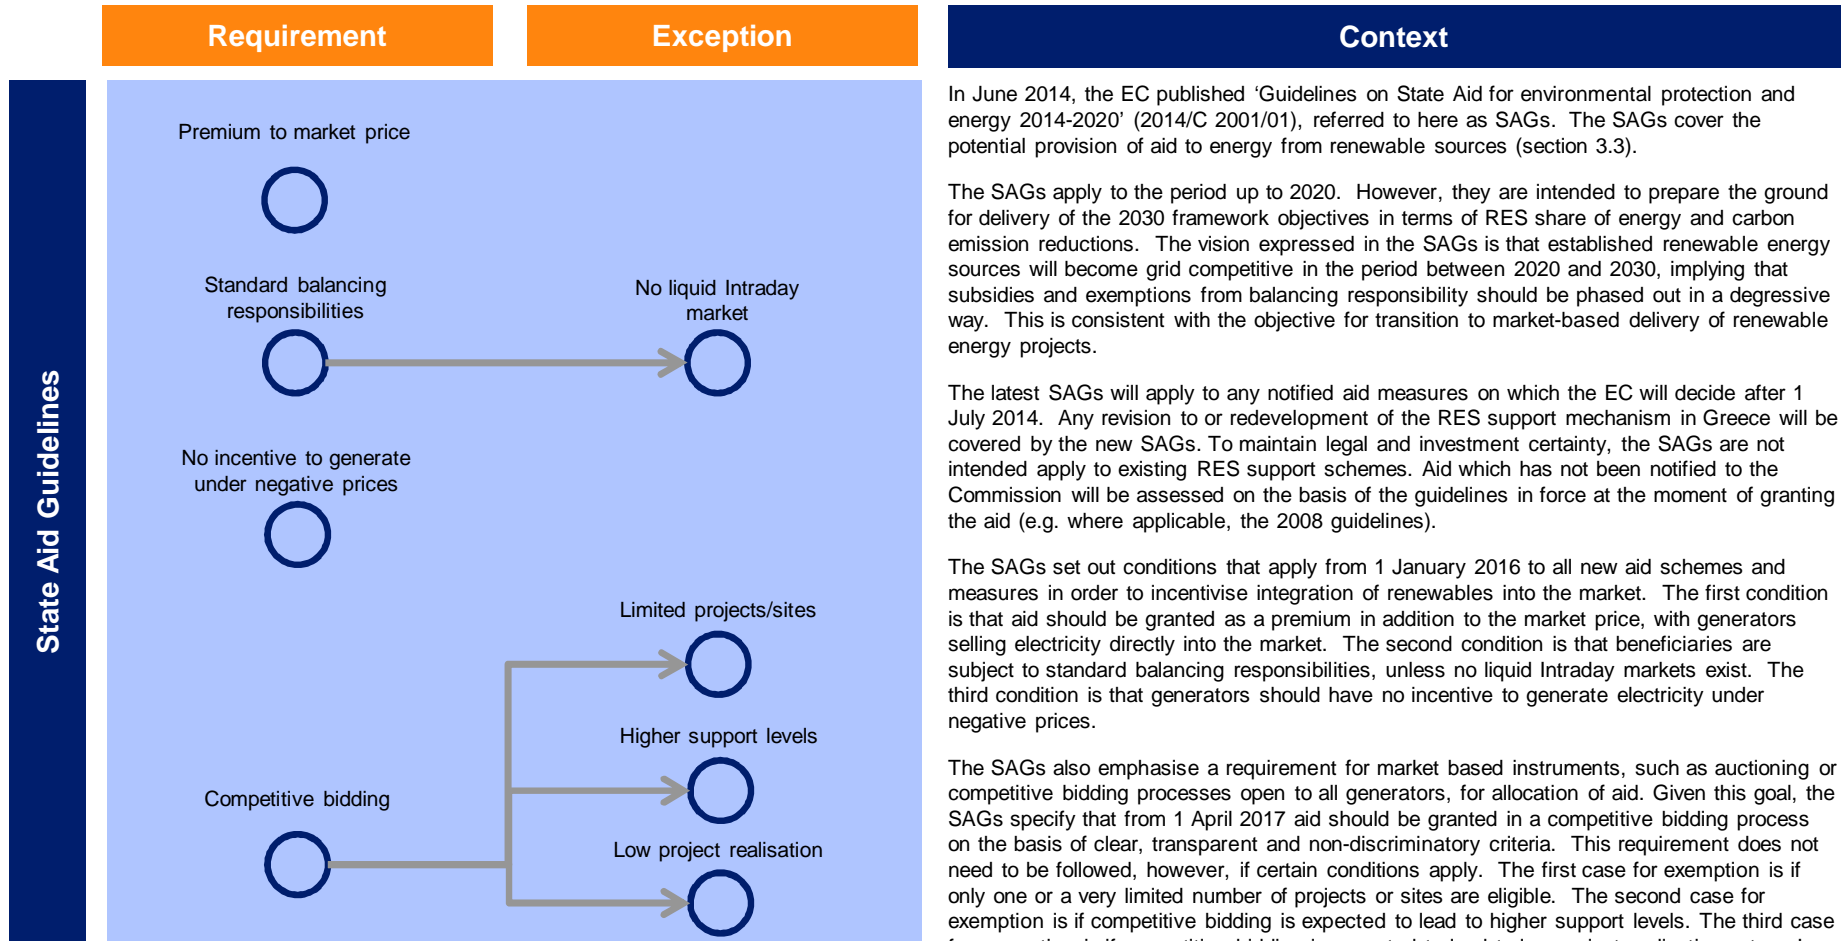 Requirement
Exception
Context
State Aid Guidelines
Premium to market price
Standard balancing
responsibilities
No liquid Intraday
market
No incentive to generate
under negative prices
Limited projects/sites
Higher support levels
Competitive bidding
Low project realisation
In June 2014, the EC published ‘Guidelines on State Aid for environmental protection and
energy 2014-2020’ (2014/C 2001/01), referred to here as SAGs. The SAGs cover the
potential provision of aid to energy from renewable sources (section 3.3).
The SAGs apply to the period up to 2020. However, they are intended to prepare the ground
for delivery of the 2030 framework objectives in terms of RES share of energy and carbon
emission reductions. The vision expressed in the SAGs is that established renewable energy
sources will become grid competitive in the period between 2020 and 2030, implying that
subsidies and exemptions from balancing responsibility should be phased out in a degressive
way. This is consistent with the objective for transition to market-based delivery of renewable
energy projects.
The latest SAGs will apply to any notified aid measures on which the EC will decide after 1
July 2014. Any revision to or redevelopment of the RES support mechanism in Greece will be
covered by the new SAGs. To maintain legal and investment certainty, the SAGs are not
intended apply to existing RES support schemes. Aid which has not been notified to the
Commission will be assessed on the basis of the guidelines in force at the moment of granting
the aid (e.g. where applicable, the 2008 guidelines).
The SAGs set out conditions that apply from 1 January 2016 to all new aid schemes and
measures in order to incentivise integration of renewables into the market. The first condition
is that aid should be granted as a premium in addition to the market price, with generators
selling electricity directly into the market. The second condition is that beneficiaries are
subject to standard balancing responsibilities, unless no liquid Intraday markets exist. The
third condition is that generators should have no incentive to generate electricity under
negative prices.
The SAGs also emphasise a requirement for market based instruments, such as auctioning or
competitive bidding processes open to all generators, for allocation of aid. Given this goal, the
SAGs specify that from 1 April 2017 aid should be granted in a competitive bidding process
on the basis of clear, transparent and non-discriminatory criteria. This requirement does not
need to be followed, however, if certain conditions apply. The first case for exemption is if
only one or a very limited number of projects or sites are eligible. The second case for
exemption is if competitive bidding is expected to lead to higher support levels. The third case